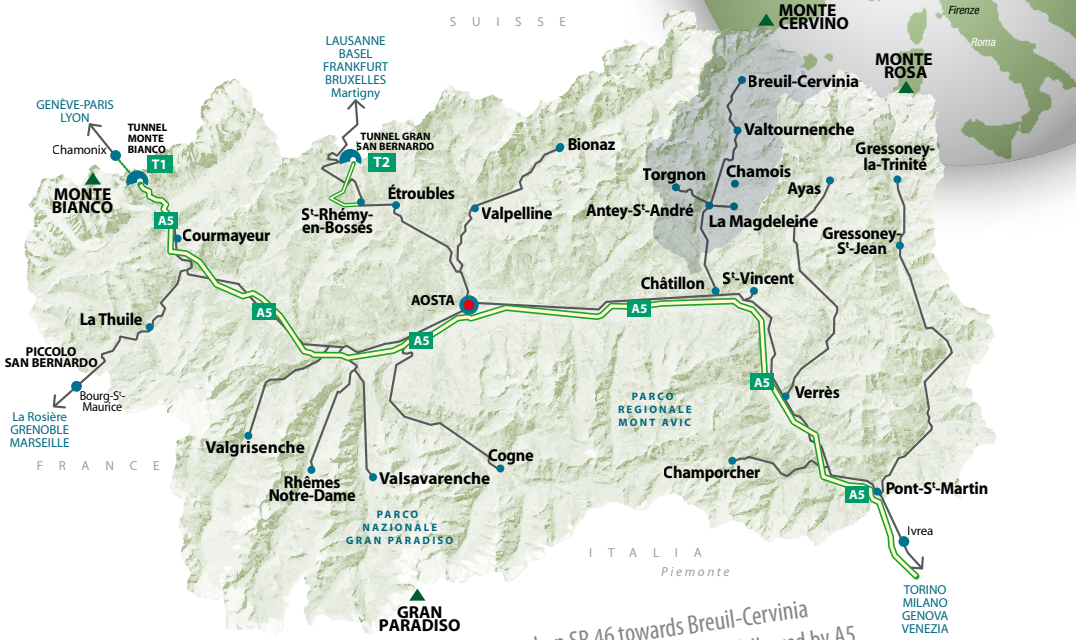 SUISSE
MONTE
CERVINO
Firenze
Roma
MONTE
ROSA
LAUSANNE
BASEL
FRANKFURT
BRUXELLES
Martigny
GENÈVE-PARIS
LYON
Chamonix
TUNNEL
MONTE
BIANCO
T1
MONTE
BIANCO
TUNNEL GRAN
SAN BERNARDO
T2
Breuil-Cervinia
Valtournenche
Bionaz
Torgnon
Chamois
Gressoney-
la-Trinité
Ayas
Étroubles
Sᵗ-Rhémy-
en-Bosses
Valpelline
Antey-Sᵗ-André
La Magdeleine
A5
Courmayeur
Gressoney-
Sᵗ-Jean
Châtillon
Sᵗ-Vincent
AOSTA
A5
A5
A5
La Thuile
PICCOLO
SAN BERNARDO
Bourg-Sᵗ-
Maurice
La Rosière
GRENOBLE
MARSEILLE
FRANCE
A5
PARCO
REGIONALE
MONT AVIC
Verrès
Valgrisenche
Rhêmes
Notre-Dame
Valsavarenche
Cogne
Champorcher
A5
Pont-Sᵗ-Martin
PARCO
NAZIONALE
GRAN PARADISO
Ivrea
ITALIA
Piemonte
GRAN
PARADISO
TORINO
MILANO
GENOVA
VENEZIA
SR 46 towards Breuil-Cervinia
by A5